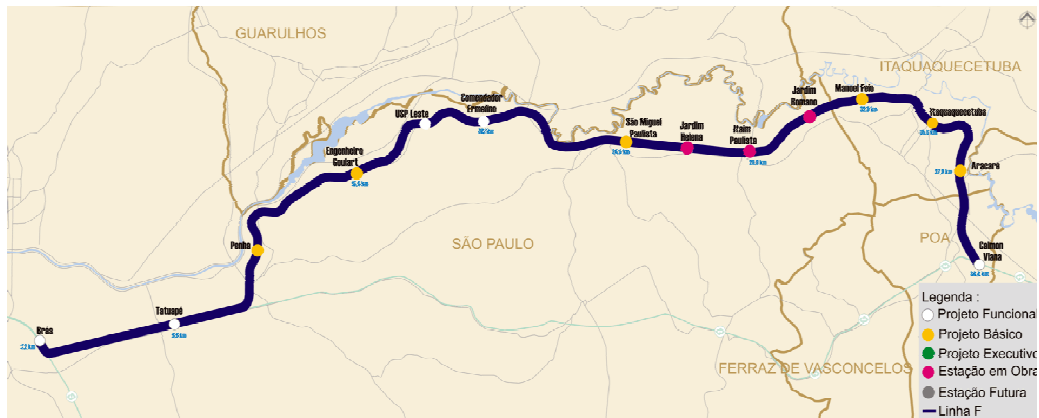 GUARULHOS
ITAQUAQUECETUBA
Comendador
Ermelino
USP Leste
Jardim
Romano
Manoel Feio
Itaquaquecetuba
São Miguel
Paulista
Jardim
Helena
Itaim
Paulista
Engenheiro
Goulart
Aracaré
SÃO PAULO
POA
Penha
Calmon
Viana
Tatuapé
Brás
FERRAZ DE VASCONCELOS
Legenda :
Projeto Funcional
Projeto Básico
Projeto Executivo
Estação em Obra
Estação Futura
Linha F